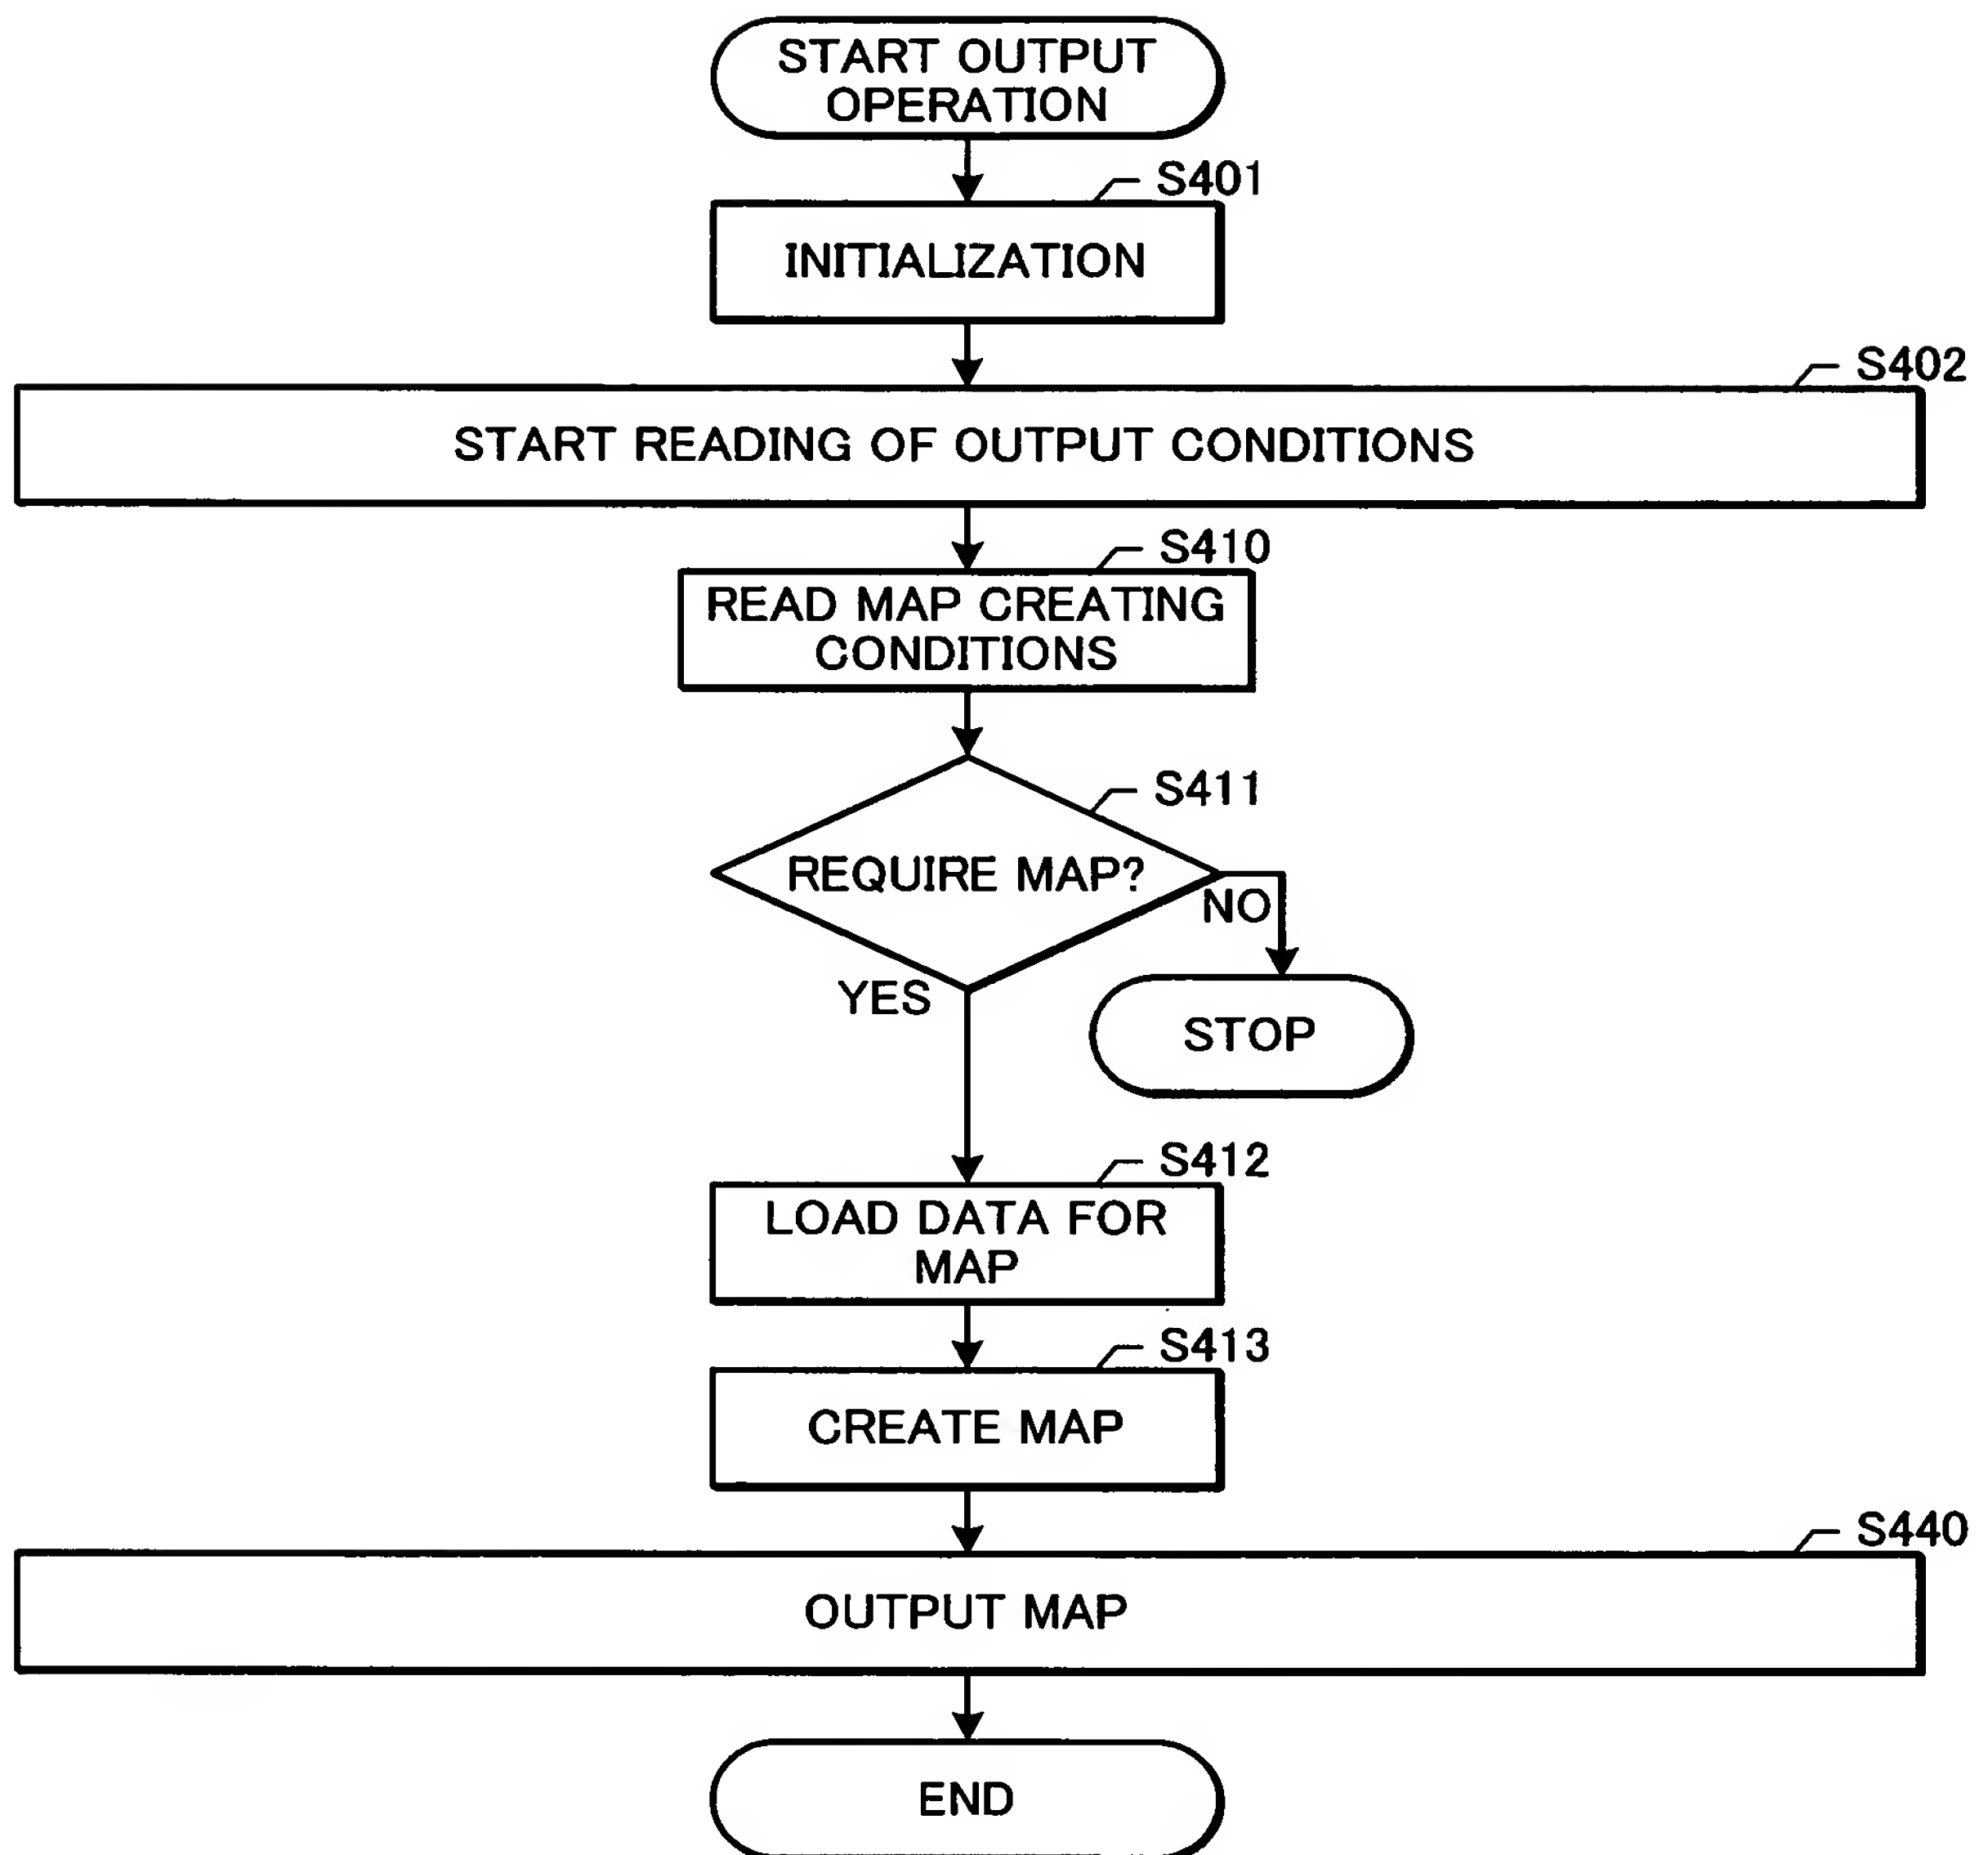 START OUTPUT
OPERATION
S401
INITIALIZATION
S402
START READING OF OUTPUT CONDITIONS
S410
READ MAP CREATING
CONDITIONS
S411
REQUIRE MAP?
NO
YES
STOP
S412
LOAD DATA FOR
MAP
S413
CREATE MAP
S440
OUTPUT MAP
END